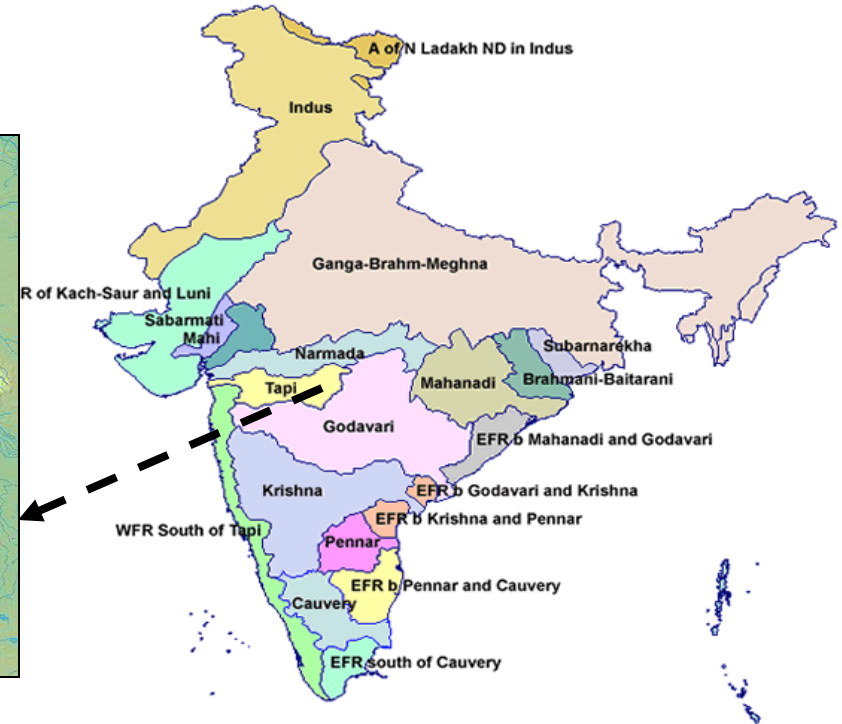 A of N Ladakh ND in Indus
Indus
Ganga-Brahm-Meghna
R of Kach-Saur and Luni
Sabarmati
Mahi
Subarnarekha
Narmada
Brahmani-Baitarani
Mahanadi
Tapi
Godavari
EFR b Mahanadi and Godavari
Krishna
EFR b Godavari and Krishna
EFR b Krishna and Pennar
WFR South of Tapi
Pennar
EFR b Pennar and Cauvery
Cauvery
EFR south of Cauvery